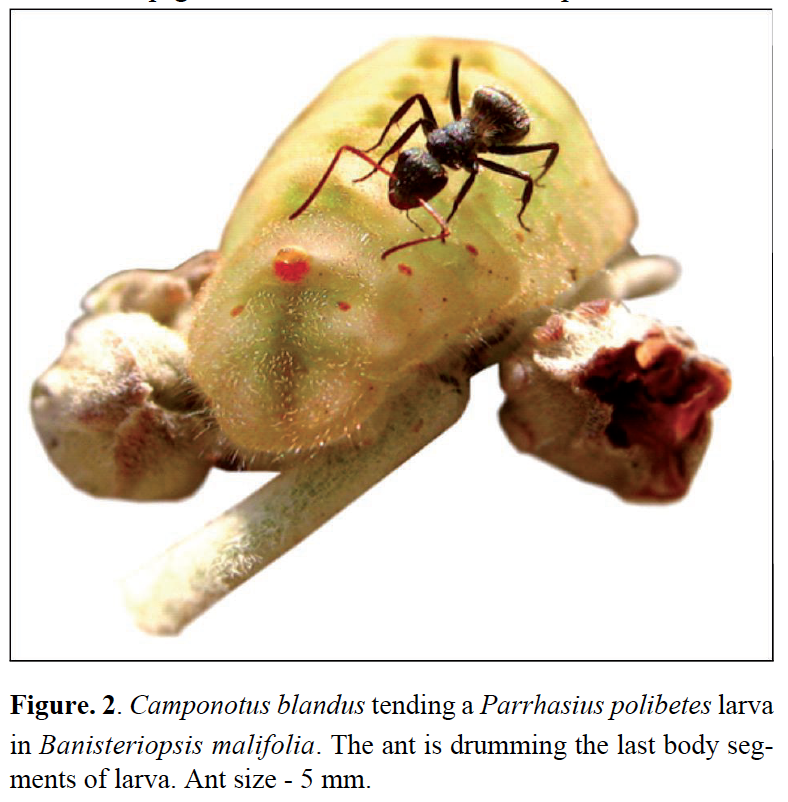 Figure. 2. Camponotus blandus tending a Parrhasius polibetes larva
in Banisteriopsis malifolia. The ant is drumming the last body seg-
ments of larva. Ant size - 5 mm.